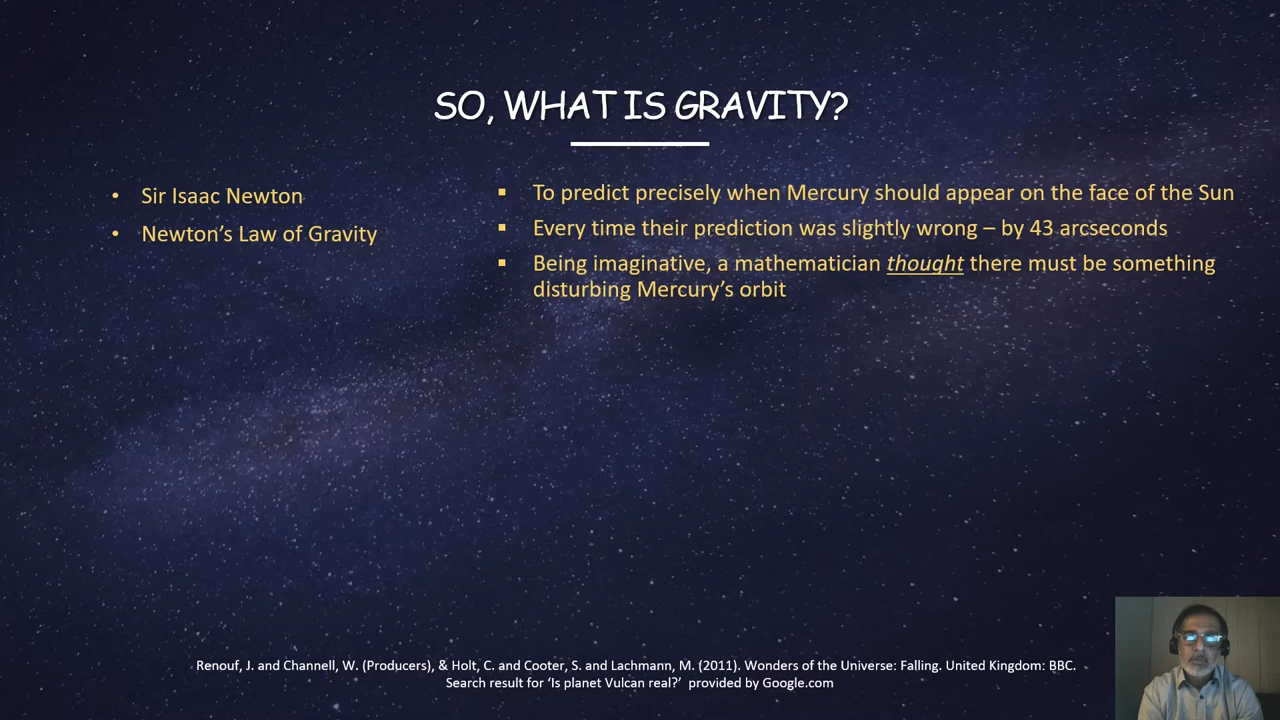 SO, WHAT IS GRAVITY?
• Sir Isaac Newton
• Newton’s Law of Gravity
▪ To predict precisely when Mercury should appear on the face of the Sun
▪ Every time their prediction was slightly wrong – by 43 arcseconds
▪ Being imaginative, a mathematician thought there must be something
disturbing Mercury’s orbit
Renouf, J. and Channell, W. (Producers), & Holt, C. and Cooter, S. and Lachmann, M. (2011). Wonders of the Universe: Falling. United Kingdom: BBC.
Search result for ‘Is planet Vulcan real?’ provided by Google.com